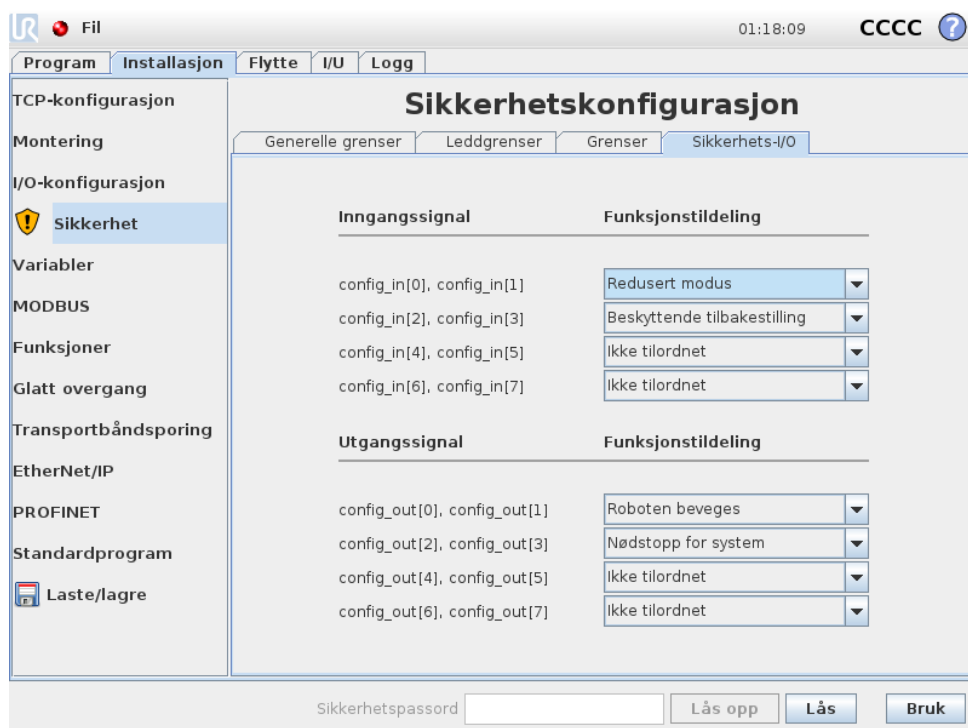 UR Fil 01:18:09 CCCC ?
Program Installasjon Flytte I/U Logg
TCP-konfigurasjon
Montering
I/O-konfigurasjon
Sikkerhet
Variabler
MODBUS
Funksjoner
Glatt overgang
Transportbåndsporing
EtherNet/IP
PROFINET
Standardprogram
Laste/lagre
Sikkerhetskonfigurasjon
Generelle grenser Leddgrenser Grenser Sikkerhets-I/O
Inngangssignal Funksjonstildeling
config_in[0], config_in[1] Redusert modus
config_in[2], config_in[3] Beskyttende tilbakestilling
config_in[4], config_in[5] Ikke tilordnet
config_in[6], config_in[7] Ikke tilordnet
Utgangssignal Funksjonstildeling
config_out[0], config_out[1] Roboten beveges
config_out[2], config_out[3] Nødstopp for system
config_out[4], config_out[5] Ikke tilordnet
config_out[6], config_out[7] Ikke tilordnet
Sikkerhetspassord Lås opp Lås Bruk